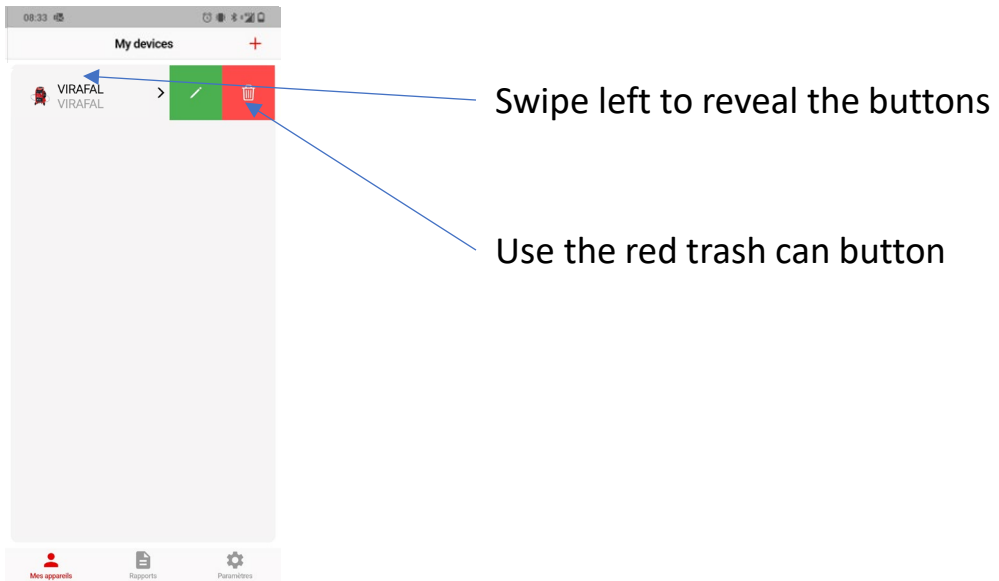 08:33
My devices
+
VIRAFAL
VIRAFAL
Swipe left to reveal the buttons
Use the red trash can button
Mes appareils
Rapports
Paramètres